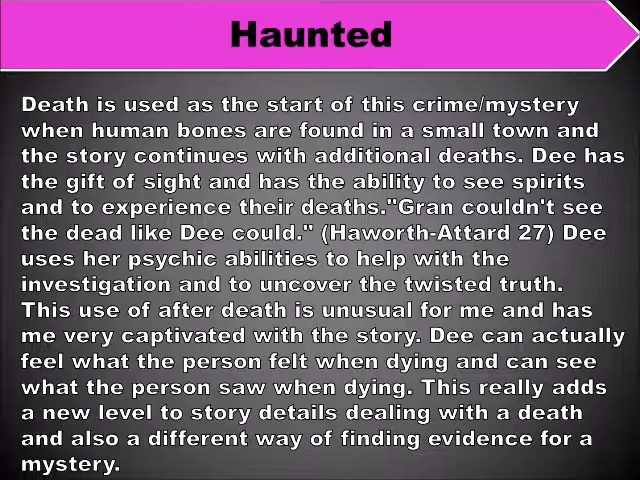 Haunted
Death is used as the start of this crime/mystery
when human bones are found in a small town and
the story continues with additional deaths. Dee has
the gift of sight and has the ability to see spirits
and to experience their deaths."Gran couldn't see
the dead like Dee could." (Haworth-Attard 27) Dee
uses her psychic abilities to help with the
investigation and to uncover the twisted truth.
This use of after death is unusual for me and has
me very captivated with the story. Dee can actually
feel what the person felt when dying and can see
what the person saw when dying. This really adds
a new level to story details dealing with a death
and also a different way of finding evidence for a
mystery.